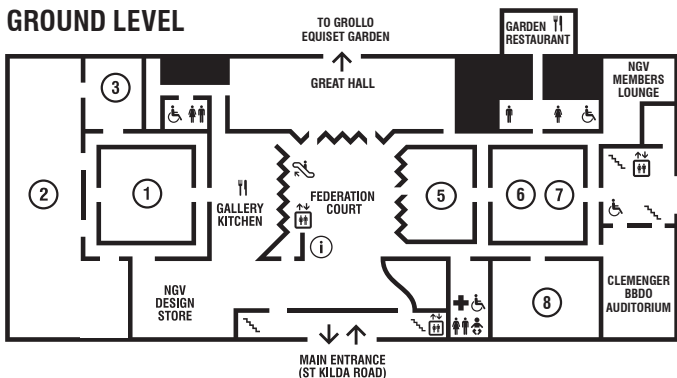 GROUND LEVEL
TO GROLLO
EQUISET GARDEN
GREAT HALL
GARDEN
RESTAURANT
NGV
MEMBERS
LOUNGE
3
2
1
GALLERY
KITCHEN
FEDERATION
COURT
i
5
6
7
NGV
DESIGN
STORE
8
CLEMENGER
BBDO
AUDITORIUM
MAIN ENTRANCE
(ST KILDA ROAD)